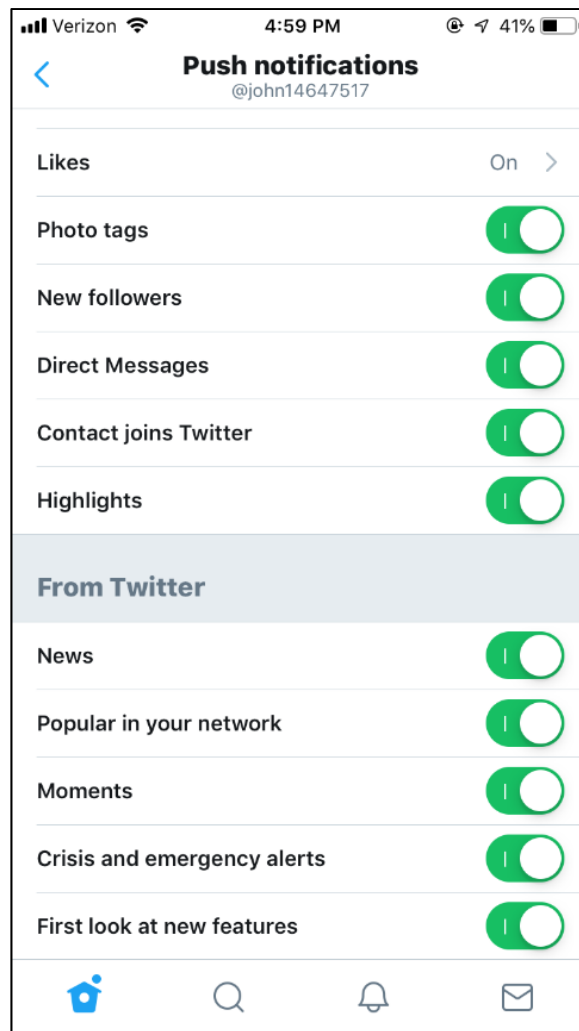 Verizon 4:59 PM 41%
Push notifications
@john14647517
Likes On
Photo tags
New followers
Direct Messages
Contact joins Twitter
Highlights
From Twitter
News
Popular in your network
Moments
Crisis and emergency alerts
First look at new features